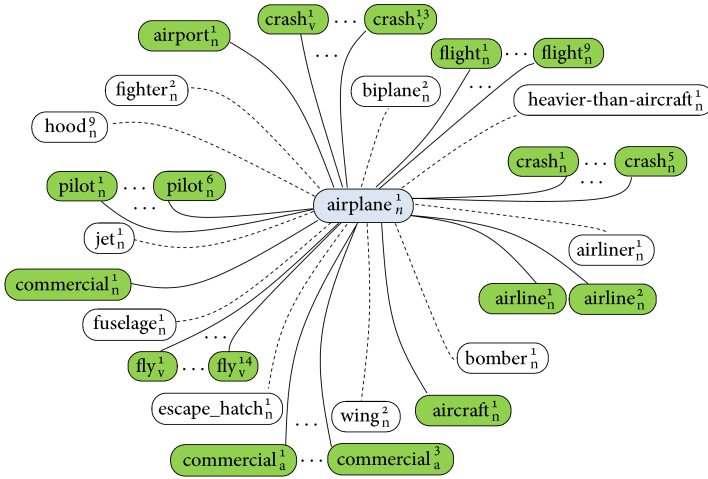 crash¹ᵥ ··· crash¹³ᵥ
airport¹ₙ
···
flight¹ₙ ··· flight⁹ₙ
···
fighter²ₙ
biplane²ₙ
heavier-than-aircraft¹ₙ
hood⁹ₙ
crash¹ₙ ··· crash⁵ₙ
···
pilot¹ₙ ··· pilot⁶ₙ
···
airplane¹ₙ
jet¹ₙ
airliner¹ₙ
commercial¹ₙ
airline¹ₙ airline²ₙ
fuselage¹ₙ
···
fly¹ᵥ ··· fly¹⁴ᵥ
bomber¹ₙ
escape_hatch¹ₙ
wing²ₙ
aircraft¹ₙ
···
commercial¹ₐ ··· commercial³ₐ